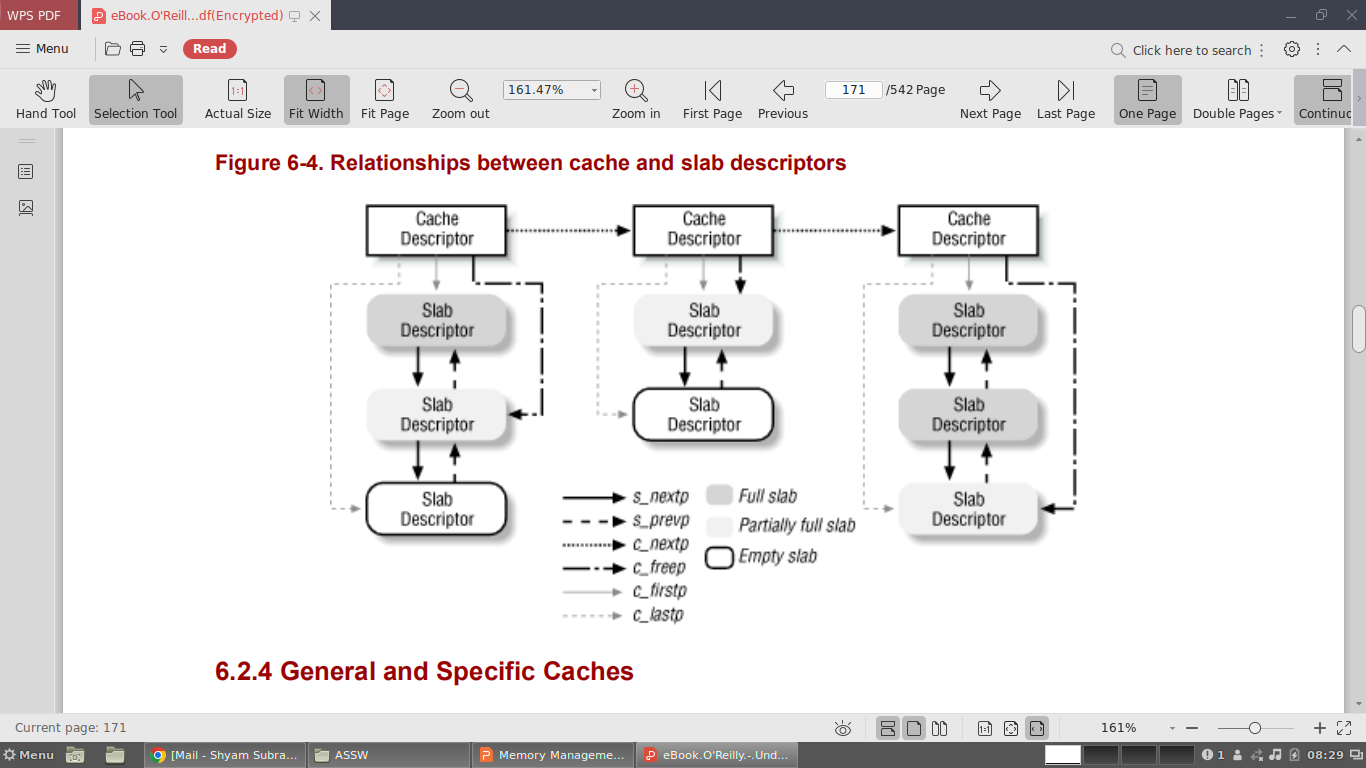 WPS PDF
eBook.O'Reill...df(Encrypted)
Menu
Read
Click here to search
Hand Tool
Selection Tool
Actual Size
Fit Width
Fit Page
Zoom out
161.47%
Zoom in
First Page
Previous
171 /542 Page
Next Page
Last Page
One Page
Double Pages
Continuc
1:1
Figure 6-4. Relationships between cache and slab descriptors
Cache
Descriptor
Cache
Descriptor
Cache
Descriptor
Slab
Descriptor
Slab
Descriptor
Slab
Descriptor
Slab
Descriptor
Slab
Descriptor
Slab
Descriptor
Slab
Descriptor
Slab
Descriptor
s_nextp
s_prevp
c_nextp
c_freep
c_firstp
c_lastp
Full slab
Partially full slab
Empty slab
6.2.4 General and Specific Caches
Current page: 171
1:1
161%
Menu
[Mail - Shyam Subra...
ASSW
Memory Manageme...
eBook.O'Reilly.-.Und...
1
08:29